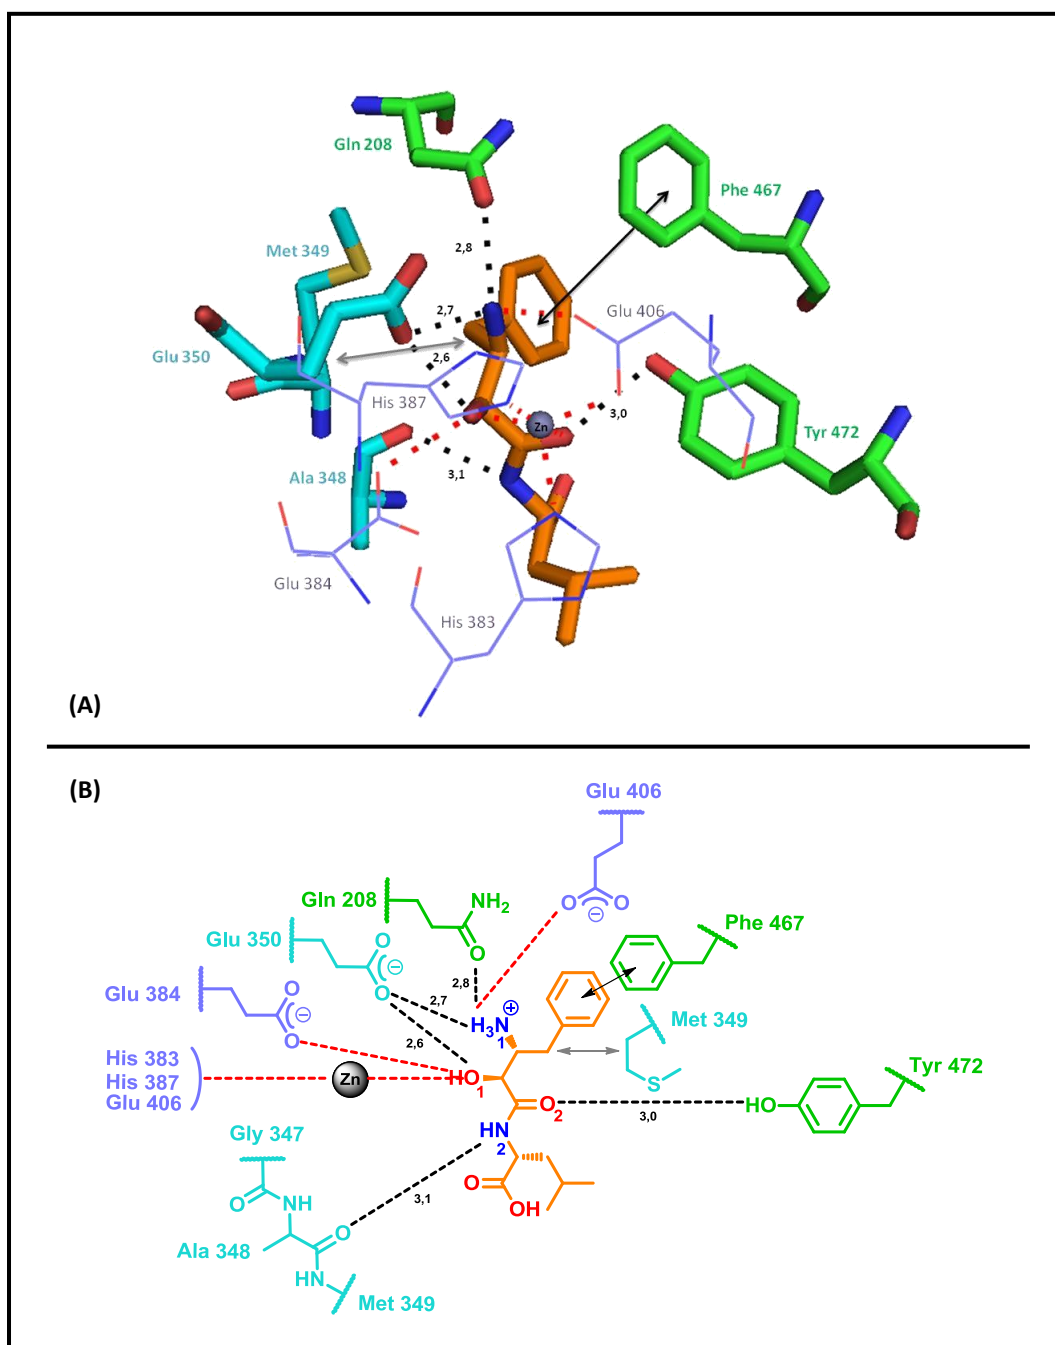 Gln 208
Phe 467
Met 349
2,8
2,7
Glu 406
Glu 350
2,6
His 387
3,0
Zn
Tyr 472
Ala 348
3,1
Glu 384
His 383
(A)
(B)
Glu 406
Gln 208
NH2
O
O
⊖
Phe 467
Glu 350
O
⊖
O
O
2,8
Glu 384
O
⊖
O
2,7
H3N
⊕
1
Met 349
2,6
S
His 383
His 387
Glu 406
Zn
HO
1
O2
3,0
HO
Tyr 472
Gly 347
HN
2
O
NH
3,1
O
OH
Ala 348
O
HN
Met 349